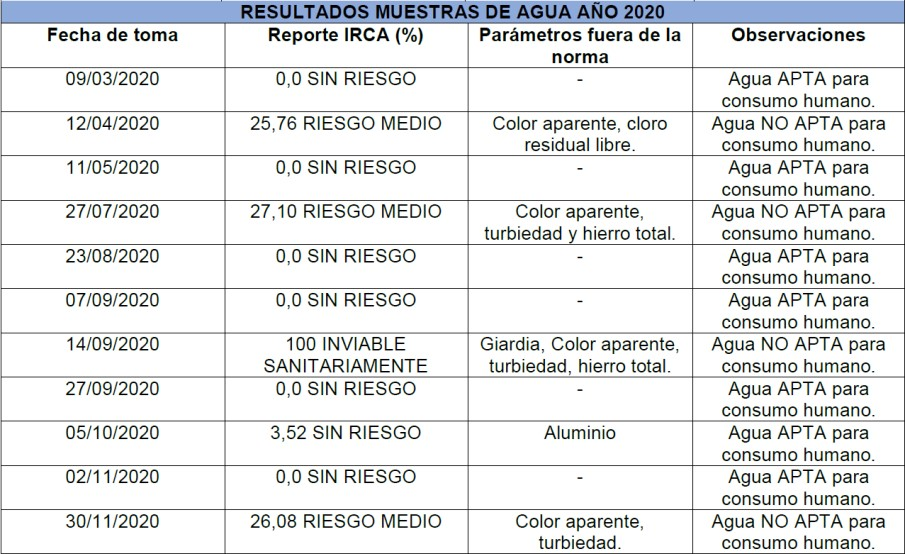 RESULTADOS MUESTRAS DE AGUA AÑO 2020
Fecha de toma
Reporte IRCA (%)
Parámetros fuera de la
norma
Observaciones
09/03/2020
0,0 SIN RIESGO
-
Agua APTA para
consumo humano.
12/04/2020
25,76 RIESGO MEDIO
Color aparente, cloro
residual libre.
Agua NO APTA para
consumo humano.
11/05/2020
0,0 SIN RIESGO
-
Agua APTA para
consumo humano.
27/07/2020
27,10 RIESGO MEDIO
Color aparente,
turbiedad y hierro total.
Agua NO APTA para
consumo humano.
23/08/2020
0,0 SIN RIESGO
-
Agua APTA para
consumo humano.
07/09/2020
0,0 SIN RIESGO
-
Agua APTA para
consumo humano.
14/09/2020
100 INVIABLE
SANITARIAMENTE
Giardia, Color aparente,
turbiedad, hierro total.
Agua NO APTA para
consumo humano.
27/09/2020
0,0 SIN RIESGO
-
Agua APTA para
consumo humano.
05/10/2020
3,52 SIN RIESGO
Aluminio
Agua APTA para
consumo humano.
02/11/2020
0,0 SIN RIESGO
-
Agua APTA para
consumo humano.
30/11/2020
26,08 RIESGO MEDIO
Color aparente,
turbiedad.
Agua NO APTA para
consumo humano.